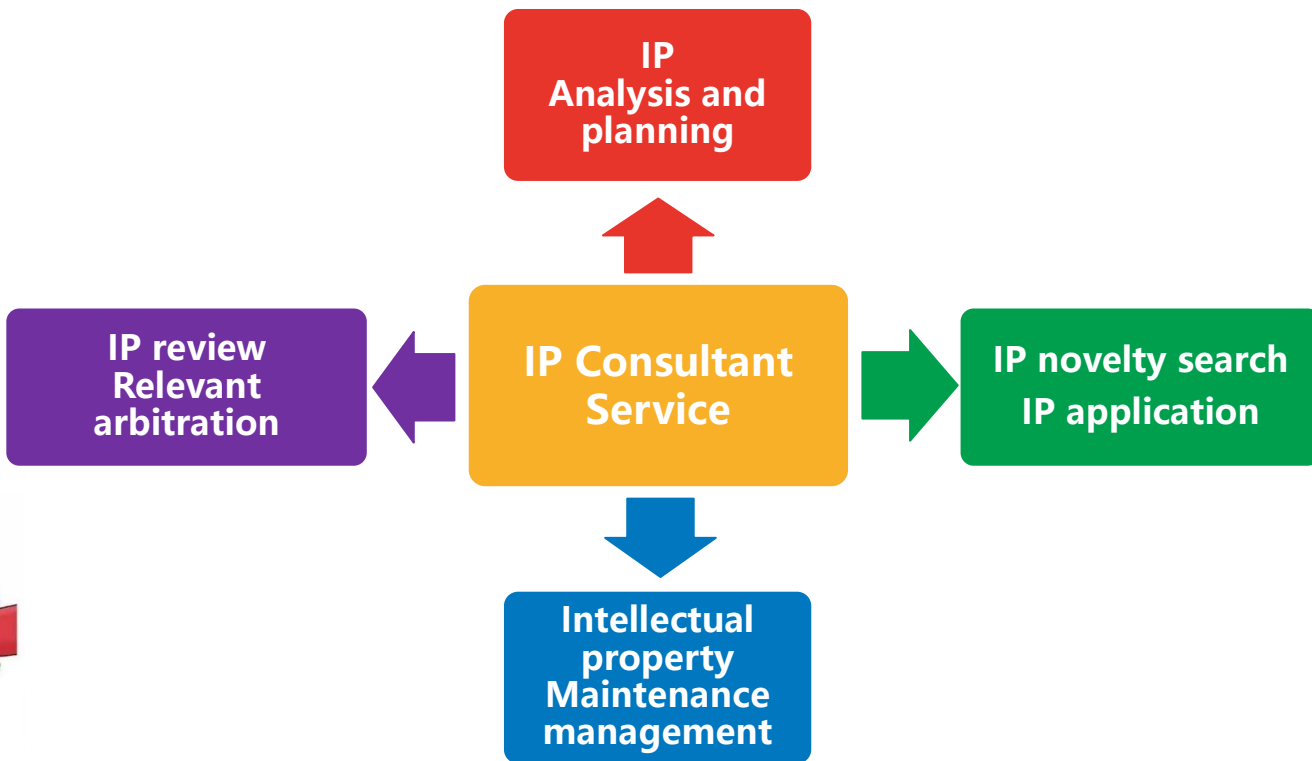 IP
Analysis and
planning
IP review
Relevant
arbitration
IP Consultant
Service
IP novelty search
IP application
Intellectual
property
Maintenance
management